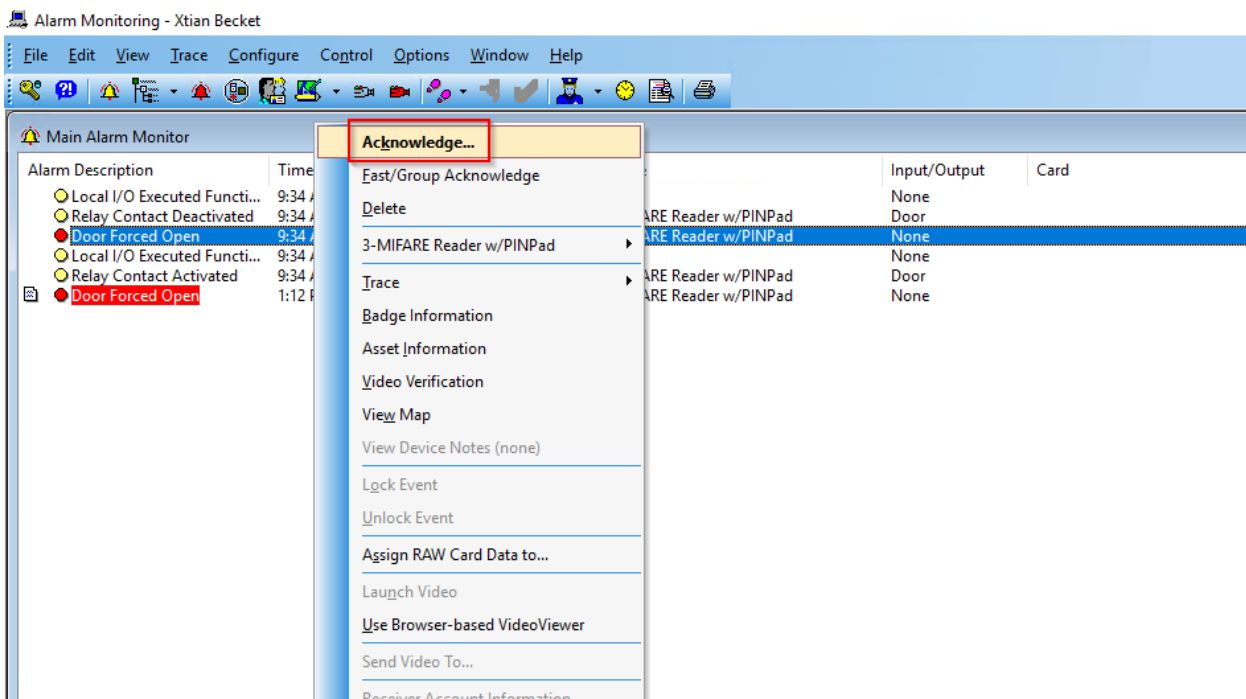 Alarm Monitoring - Xtian Becket
File Edit View Trace Configure Control Options Window Help
Main Alarm Monitor
Alarm Description Time Input/Output Card
Local I/O Executed Functi... 9:34 None
Relay Contact Deactivated 9:34 ARE Reader w/PINPad Door
Door Forced Open 9:34 ARE Reader w/PINPad None
Local I/O Executed Functi... 9:34 None
Relay Contact Activated 9:34 ARE Reader w/PINPad Door
Door Forced Open 1:12 ARE Reader w/PINPad None
Acknowledge...
Fast/Group Acknowledge
Delete
3-MIFARE Reader w/PINPad
Trace
Badge Information
Asset Information
Video Verification
View Map
View Device Notes (none)
Lock Event
Unlock Event
Assign RAW Card Data to...
Launch Video
Use Browser-based VideoViewer
Send Video To...
Receiver Account Information